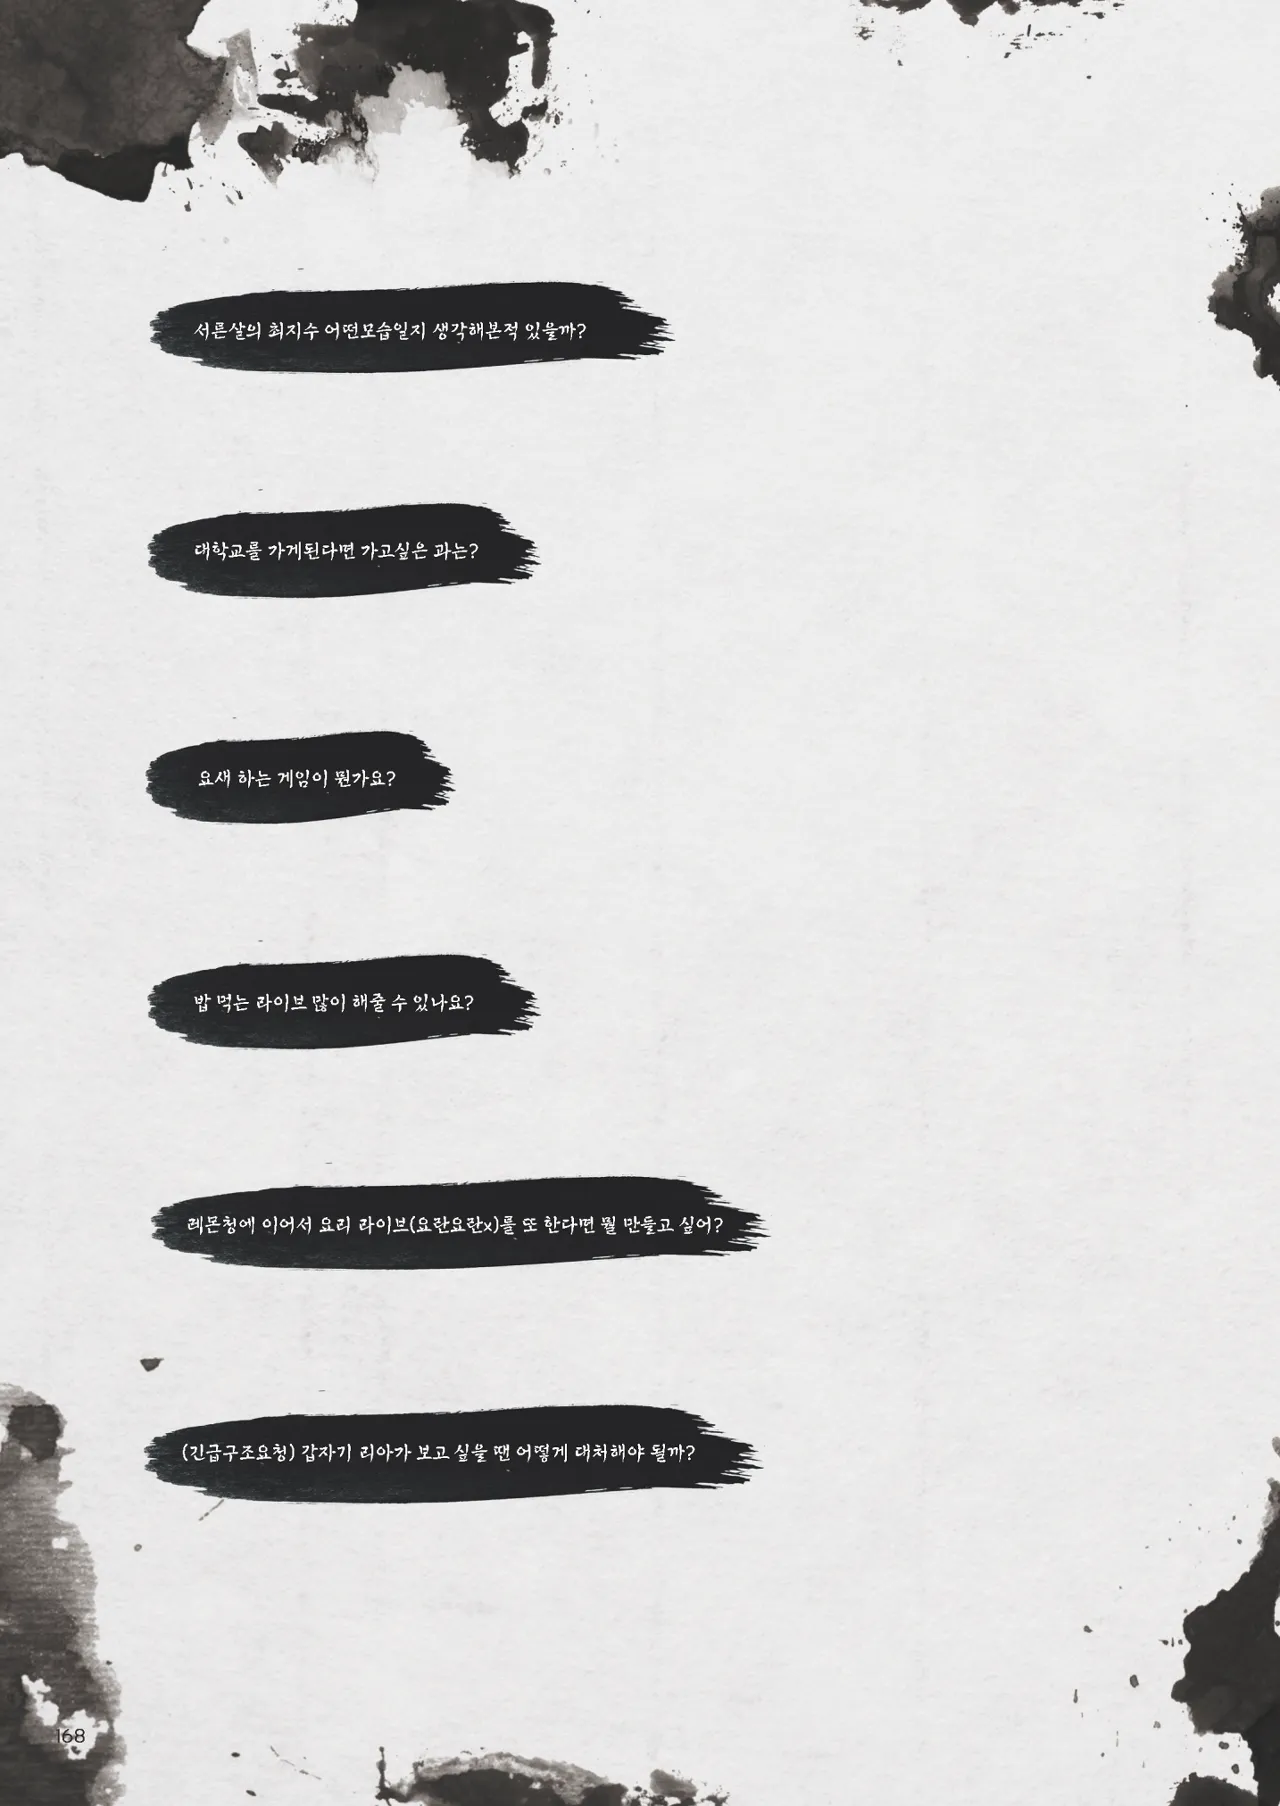 서른살의 최지수 어떤모습일지 생각해본적 있을까?
대학교를 가게된다면 가고싶은 과는?
요새 하는 게임이 뭔가요?
밥 먹는 라이브 많이 해줄 수 있나요?
레몬청에 이어서 요리 라이브(요란요란x)를 또 한다면 뭘 만들고 싶어?
(긴급구조요청) 갑자기 리아가 보고 싶을 땐 어떻게 대처해야 될까?
168